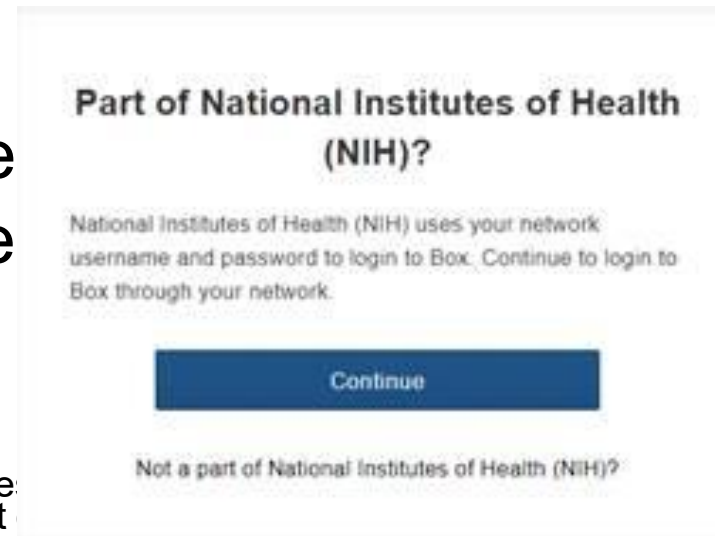 Part of National Institutes of Health
(NIH)?
e
e
National Institutes of Health (NIH) uses your network
username and password to login to Box. Continue to login to
Box through your network.
Continue
Not a part of National Institutes of Health (NIH)?